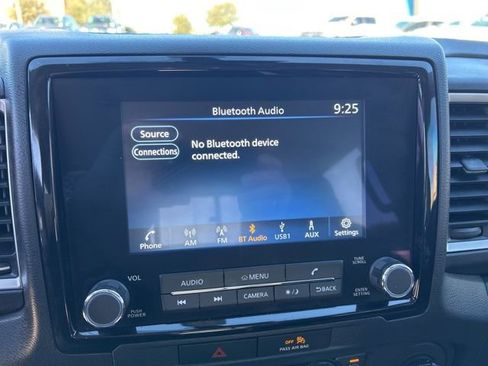 Bluetooth Audio 9:25
Source
No Bluetooth device
connected.
Connections
Phone AM FM BT Audio USB1 AUX Settings
VOL
AUDIO MENU
TUNE
SCROLL
PUSH
POWER
CAMERA BACK
ENTER
SETTING
OFF
PASS AIR BAG